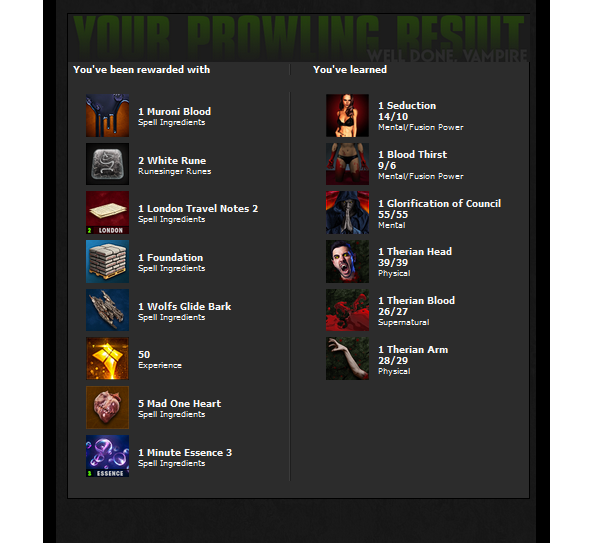 YOUR PROWLING RESULT
WELL DONE, VAMPIRE
You've been rewarded with
1 Muroni Blood
Spell Ingredients
2 White Rune
Runesinger Runes
2 LONDON
1 London Travel Notes 2
Spell Ingredients
1 Foundation
Spell Ingredients
1 Wolfs Glide Bark
Spell Ingredients
50
Experience
5 Mad One Heart
Spell Ingredients
ESSENCE
1 Minute Essence 3
Spell Ingredients
You've learned
1 Seduction
14/10
Mental/Fusion Power
1 Blood Thirst
9/6
Mental/Fusion Power
1 Glorification of Council
55/55
Mental
1 Therian Head
39/39
Physical
1 Therian Blood
26/27
Supernatural
1 Therian Arm
28/29
Physical